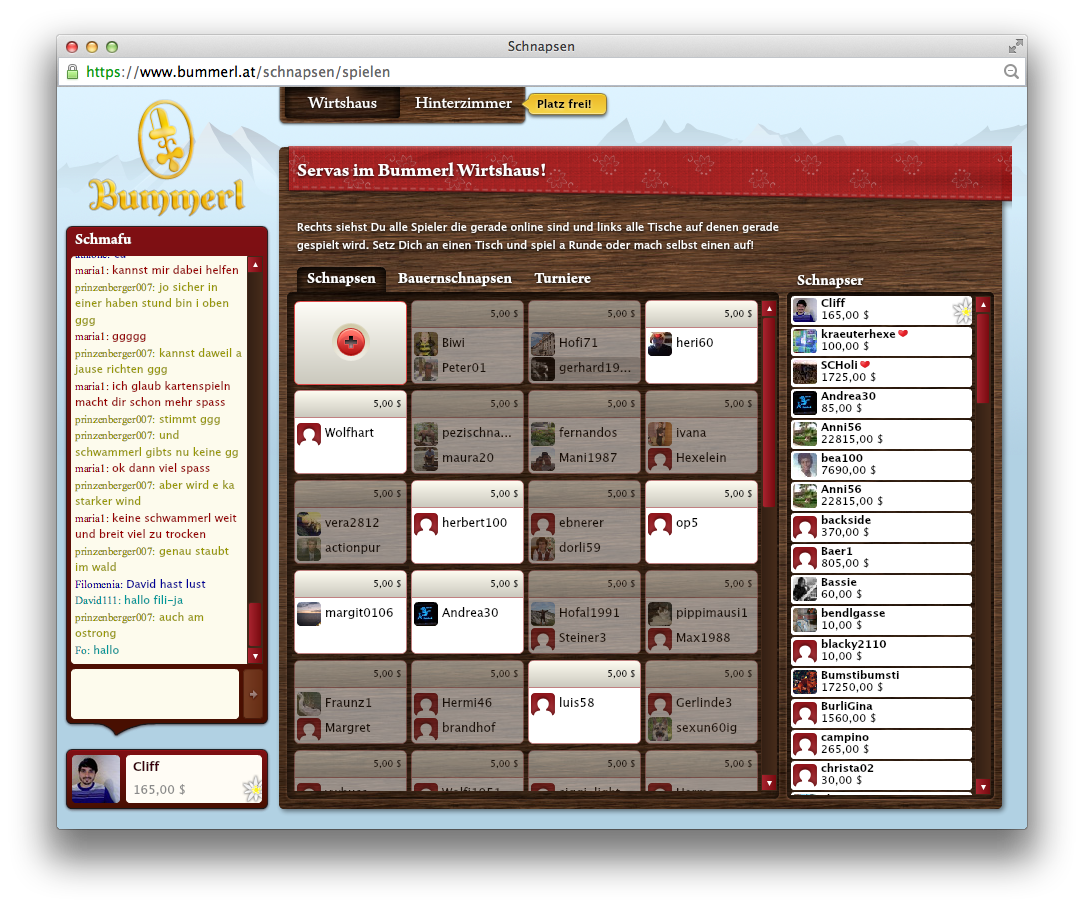 Schnapsen
https://www.bummerl.at/schnapsen/spielen
Wirtshaus
Hinterzimmer
Platz frei!
Bummerl
Servas im Bummerl Wirtshaus!
Rechts siehst Du alle Spieler die gerade online sind und links alle Tische auf denen gerade
gespielt wird. Setz Dich an einen Tisch und spiel a Runde oder mach selbst einen auf!
Schmafu
maria1: kannst mir dabei helfen
prinzenberger007: jo sicher in
einer haben stund bin i oben
ggg
maria1: ggggg
prinzenberger007: kannst daweil a
jause richten ggg
maria1: ich glaub kartenspieln
macht dir schon mehr spass
prinzenberger007: stimmt ggg
prinzenberger007: und
schwammerl gibts nu keine gg
maria1: ok dann viel spass
prinzenberger007: aber wird e ka
starker wind
maria1: keine schwammerl weit
und breit viel zu trocken
prinzenberger007: genau staubt
im wald
Filomenia: David hast lust
David111: hallo fili-ja
prinzenberger007: auch am
ostrong
Fo: hallo
Cliff
165,00 $
Schnapsen
Bauernschnapsen
Turniere
5,00 $
Biwi
Peter01
5,00 $
Hofl71
gerhard19...
5,00 $
heri60
5,00 $
Wolfhart
5,00 $
pezischna...
maura20
5,00 $
fernandos
Mani1987
5,00 $
ivana
Hexelein
5,00 $
vera2812
actionpur
5,00 $
herbert100
5,00 $
ebnerer
dorli59
5,00 $
op5
5,00 $
margit0106
5,00 $
Andrea30
5,00 $
Hofal1991
Steiner3
5,00 $
pippimausi1
Max1988
5,00 $
Fraunz1
Margret
5,00 $
Hermi46
brandhof
5,00 $
luis58
5,00 $
Gerlinde3
sexun60ig
5,00 $
5,00 $
5,00 $
5,00 $
Schnapser
Cliff
165,00 $
kraeuterhexe ❤
100,00 $
SCHoli ❤
1725,00 $
Andrea30
85,00 $
Anni56
22815,00 $
bea100
7690,00 $
Anni56
22815,00 $
backside
370,00 $
Baer1
805,00 $
Bassie
60,00 $
bendlgasse
10,00 $
blacky2110
10,00 $
Bumstibumsti
17250,00 $
BurliGina
1560,00 $
campino
265,00 $
christa02
30,00 $